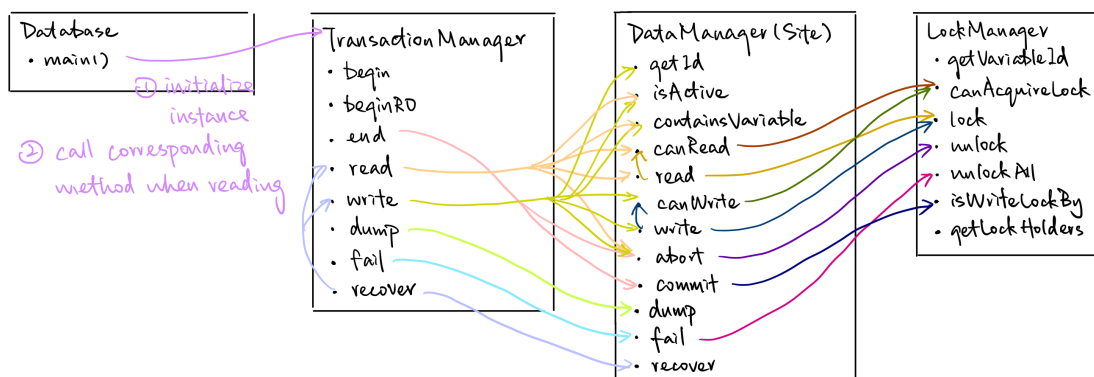 Database
• main()
① initialize
instance
② call corresponding
method when reading
TransactionManager
• begin
• beginRO
• end
• read
• write
• dump
• fail
• recover
DataManager (Site)
• getId
• isActive
• containsVariable
• canRead
• read
• canWrite
• write
• abort
• commit
• dump
• fail
• recover
LockManager
• getVariableId
• canAcquireLock
• lock
• unlock
• unlockAll
• isWriteLockBy
• getLockHolders